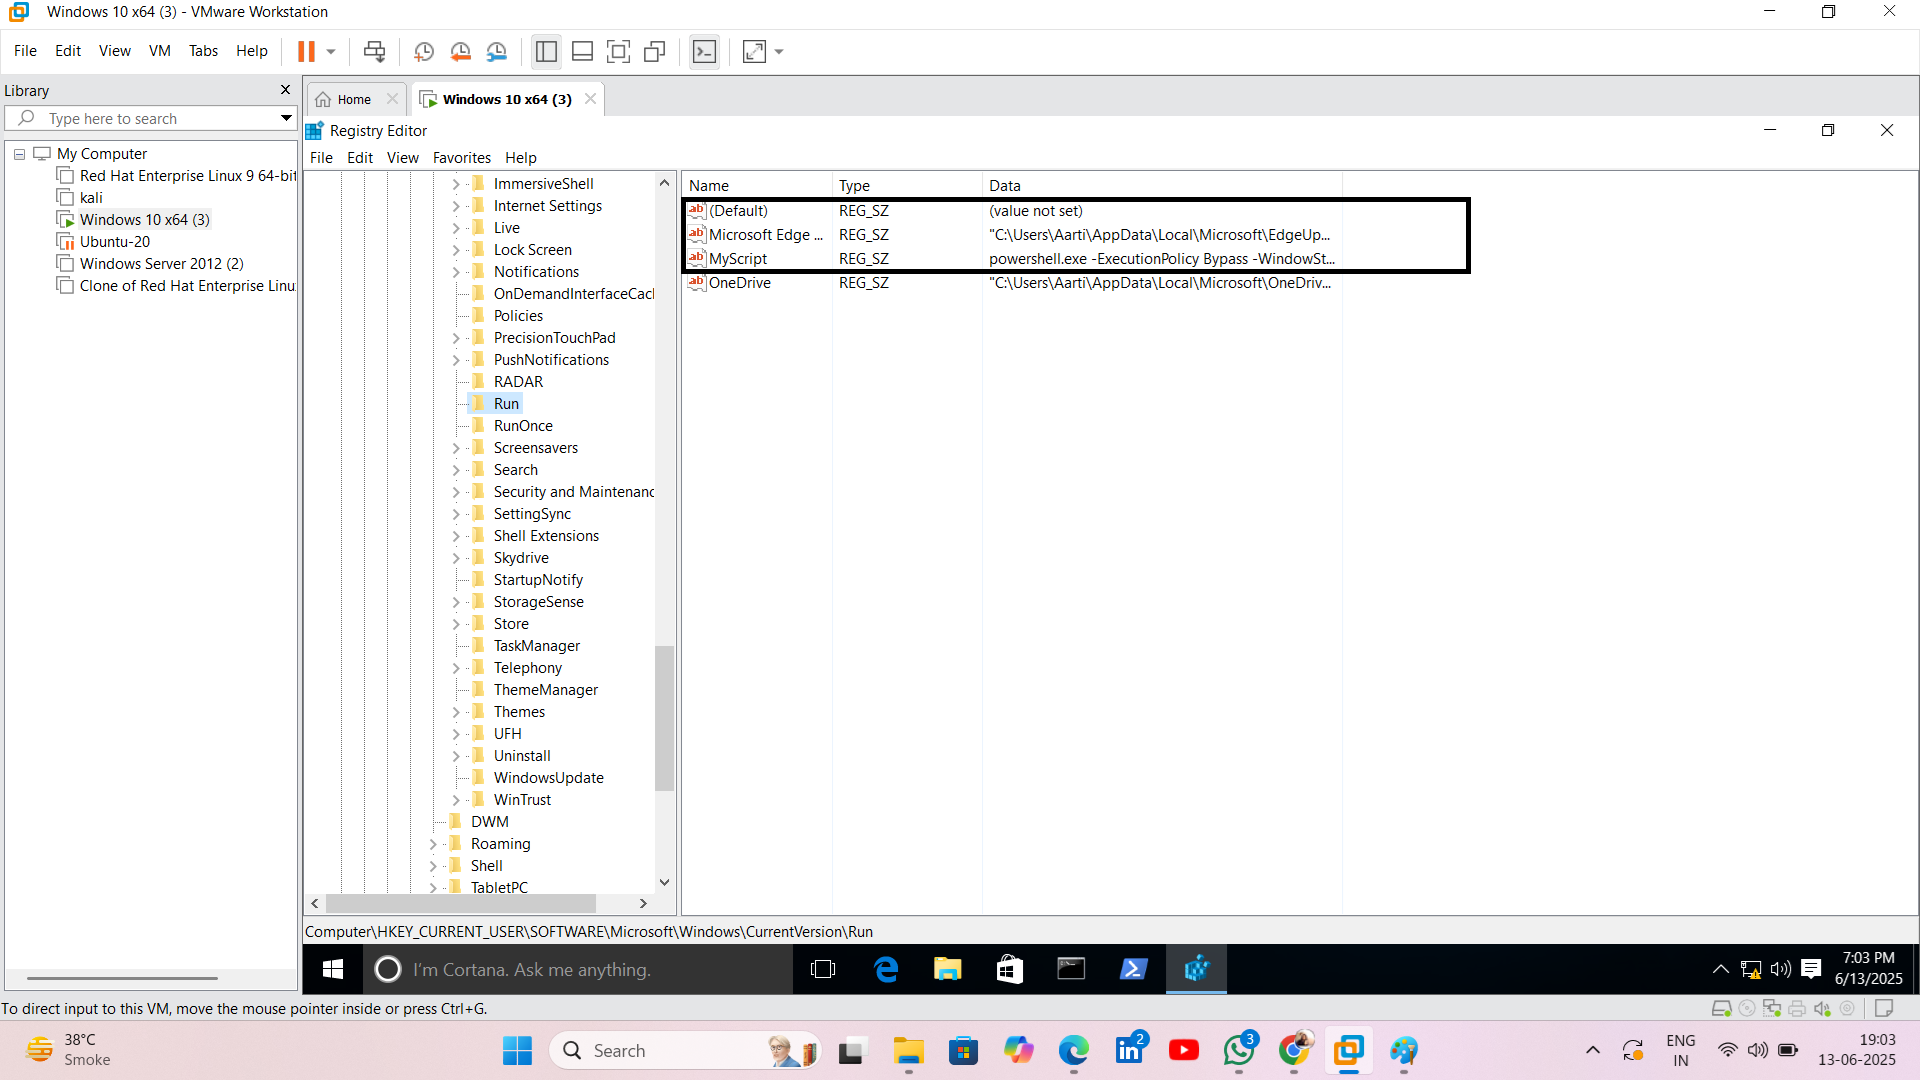 Windows 10 x64 (3) - VMware Workstation
File Edit View VM Tabs Help
Library
Type here to search
My Computer
Red Hat Enterprise Linux 9 64-bit
kali
Windows 10 x64 (3)
Ubuntu-20
Windows Server 2012 (2)
Clone of Red Hat Enterprise Linu
Home
Windows 10 x64 (3)
Registry Editor
File Edit View Favorites Help
ImmersiveShell
Internet Settings
Live
Lock Screen
Notifications
OnDemandInterfaceCacl
Policies
PrecisionTouchPad
PushNotifications
RADAR
Run
RunOnce
Screensavers
Search
Security and Maintenanc
SettingSync
Shell Extensions
Skydrive
StartupNotify
StorageSense
Store
TaskManager
Telephony
ThemeManager
Themes
UFH
Uninstall
WindowsUpdate
WinTrust
DWM
Roaming
Shell
TabletPC
Name Type Data
(Default) REG_SZ (value not set)
Microsoft Edge ... REG_SZ "C:\Users\Aarti\AppData\Local\Microsoft\EdgeUp...
MyScript REG_SZ powershell.exe -ExecutionPolicy Bypass -WindowSt...
OneDrive REG_SZ "C:\Users\Aarti\AppData\Local\Microsoft\OneDriv...
Computer\HKEY_CURRENT_USER\SOFTWARE\Microsoft\Windows\CurrentVersion\Run
I'm Cortana. Ask me anything.
7:03 PM
6/13/2025
To direct input to this VM, move the mouse pointer inside or press Ctrl+G.
38°C
Smoke
Search
2
3
ENG
IN
19:03
13-06-2025